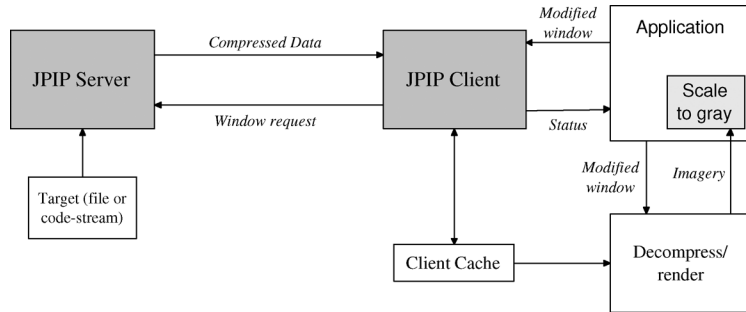 Modified
window
Application
Compressed Data
JPIP Server
JPIP Client
Scale
to gray
Window request
Status
Modified
window
Imagery
Target (file or
code-stream)
Client Cache
Decompress/
render